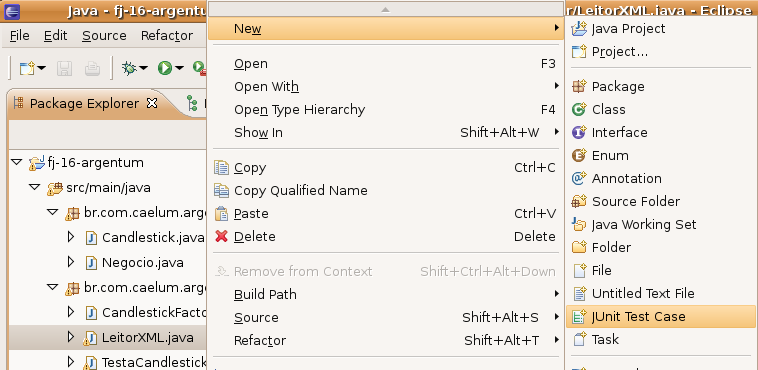 Java - fj-16-argentum
r/LeitorXML.java - Eclipse
File Edit Source Refactor
Package Explorer
fj-16-argentum
src/main/java
br.com.caelum.arge
Candlestick.java
Negocio.java
br.com.caelum.arge
CandlestickFacto
LeitorXML.java
TestaCandlestick
New
Open F3
Open With
Open Type Hierarchy F4
Show In Shift+Alt+W
Copy Ctrl+C
Copy Qualified Name
Paste Ctrl+V
Delete Delete
Remove from Context Shift+Ctrl+Alt+Down
Build Path
Source Shift+Alt+S
Refactor Shift+Alt+T
Java Project
Project...
Package
Class
Interface
Enum
Annotation
Source Folder
Java Working Set
Folder
File
Untitled Text File
JUnit Test Case
Task